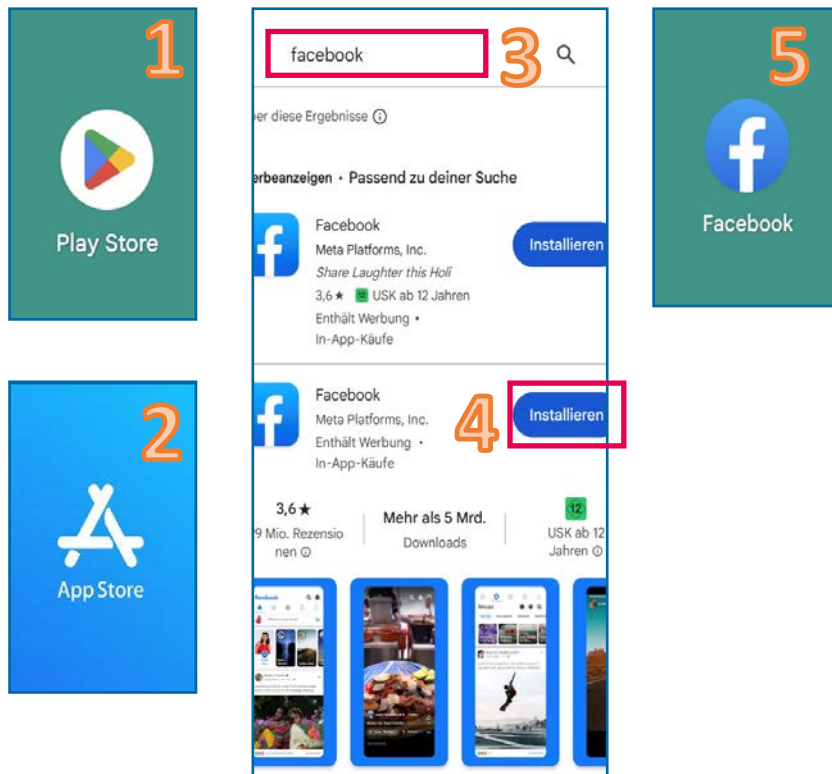 1
Play Store
2
App Store
facebook
3
er diese Ergebnisse
erbeanzeigen • Passend zu deiner Suche
Facebook
Meta Platforms, Inc.
Share Laughter this Holi
3,6★ 12 USK ab 12 Jahren
Enthält Werbung •
In-App-Käufe
Installieren
Facebook
Meta Platforms, Inc.
Enthält Werbung •
In-App-Käufe
4
Installieren
3,6★
9 Mio. Rezensio
nen
Mehr als 5 Mrd.
Downloads
12
USK ab 12
Jahren
facebook
Groups
5
Facebook